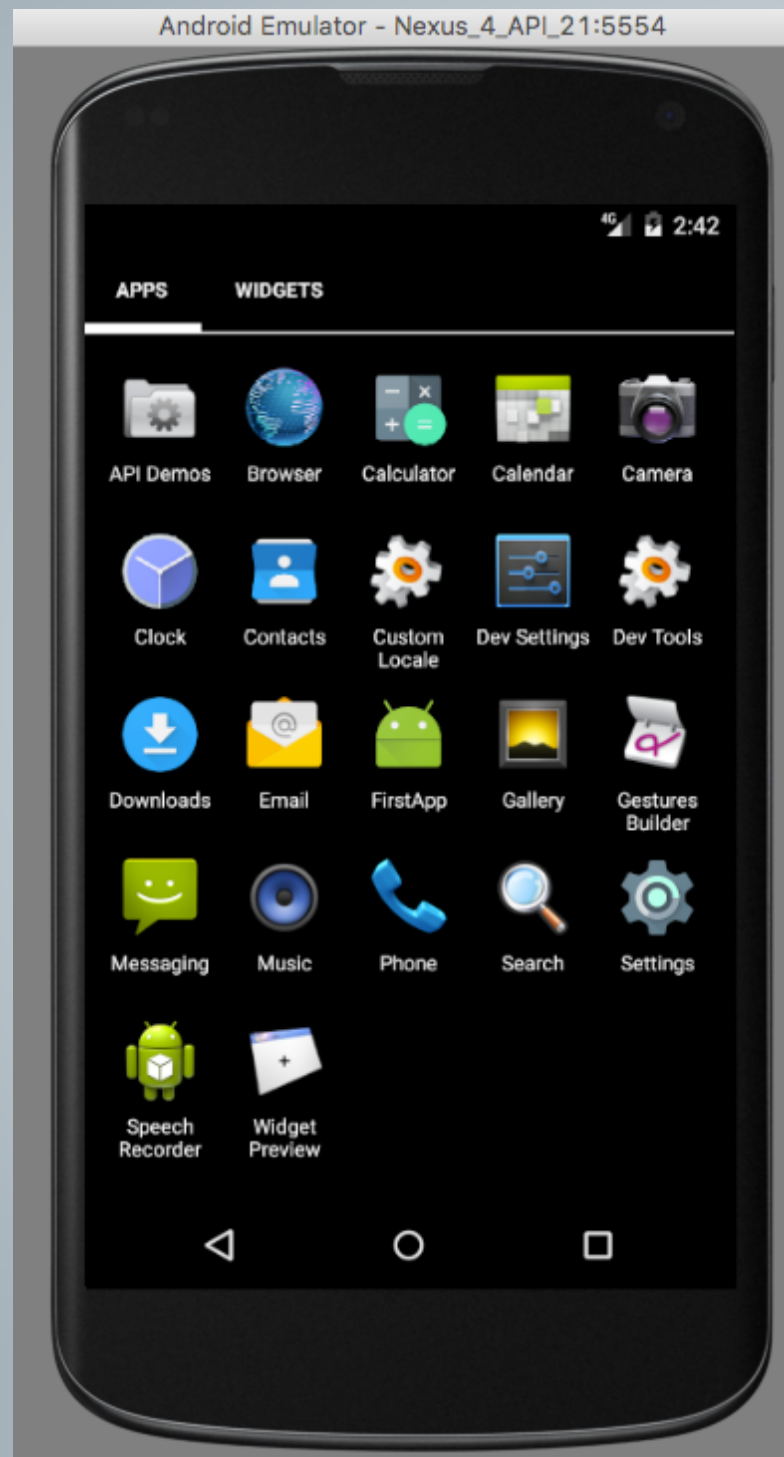 Android Emulator - Nexus_4_API_21:5554
4G 2:42
APPS WIDGETS
API Demos Browser Calculator Calendar Camera
Clock Contacts Custom Locale Dev Settings Dev Tools
Downloads Email FirstApp Gallery Gestures Builder
Messaging Music Phone Search Settings
Speech Recorder Widget Preview